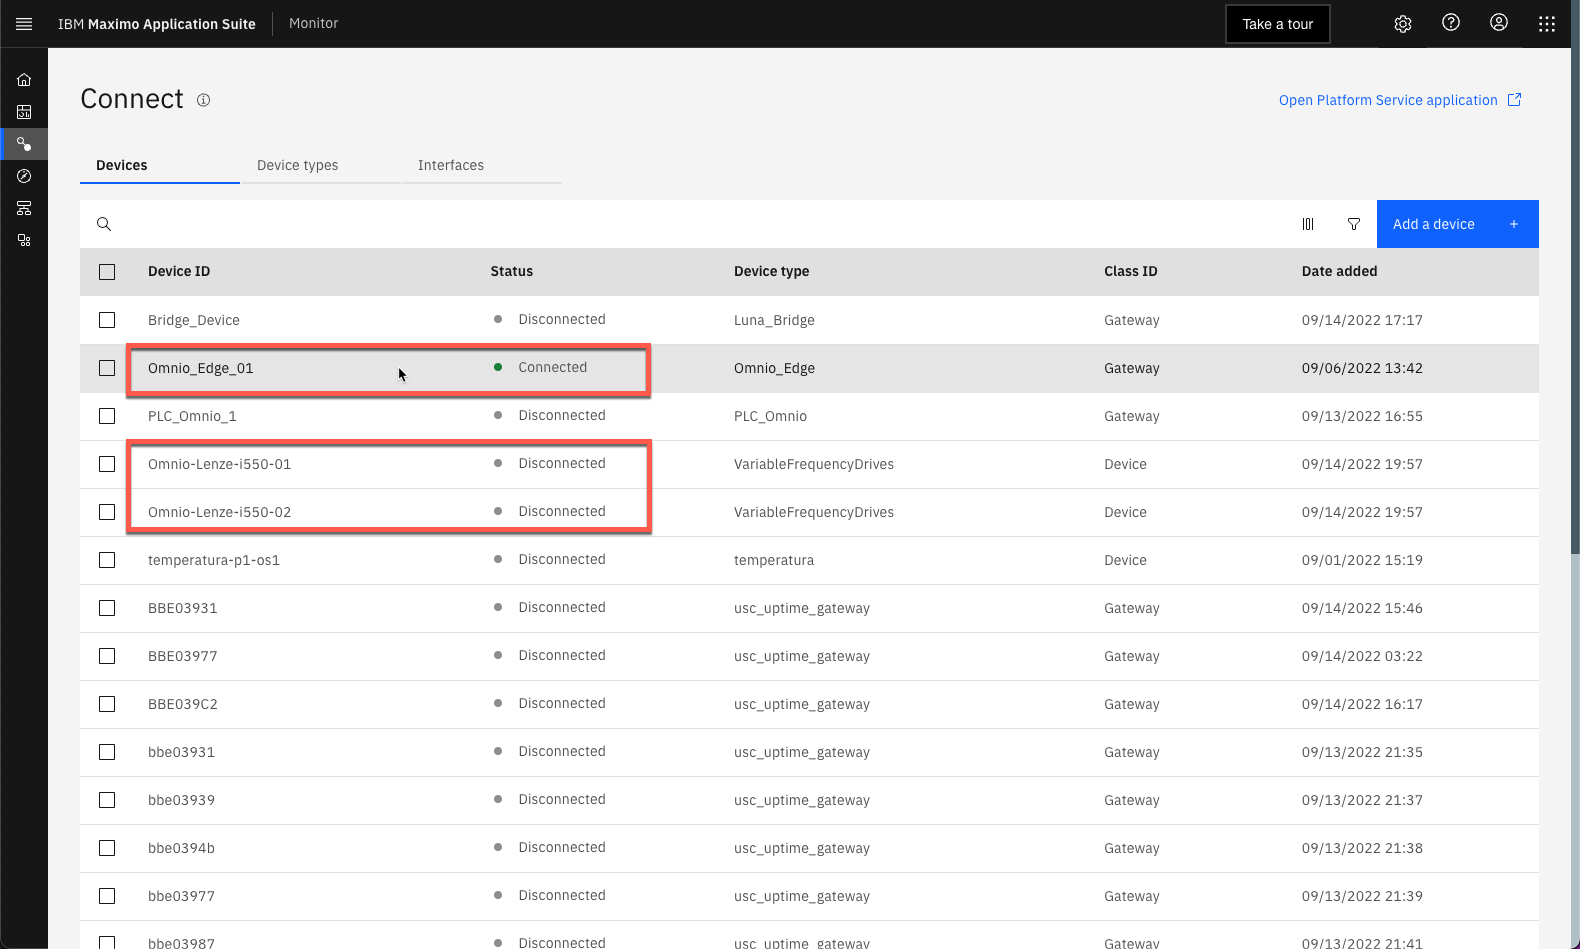 IBM Maximo Application Suite Monitor Take a tour
Connect
Open Platform Service application
Devices Device types Interfaces
Add a device +
Device ID Status Device type Class ID Date added
Bridge_Device Disconnected Luna_Bridge Gateway 09/14/2022 17:17
Omnio_Edge_01 Connected Omnio_Edge Gateway 09/06/2022 13:42
PLC_Omnio_1 Disconnected PLC_Omnio Gateway 09/13/2022 16:55
Omnio-Lenze-i550-01 Disconnected VariableFrequencyDrives Device 09/14/2022 19:57
Omnio-Lenze-i550-02 Disconnected VariableFrequencyDrives Device 09/14/2022 19:57
temperatura-p1-os1 Disconnected temperatura Device 09/01/2022 15:19
BBE03931 Disconnected usc_uptime_gateway Gateway 09/14/2022 15:46
BBE03977 Disconnected usc_uptime_gateway Gateway 09/14/2022 03:22
BBE039C2 Disconnected usc_uptime_gateway Gateway 09/14/2022 16:17
bbe03931 Disconnected usc_uptime_gateway Gateway 09/13/2022 21:35
bbe03939 Disconnected usc_uptime_gateway Gateway 09/13/2022 21:37
bbe0394b Disconnected usc_uptime_gateway Gateway 09/13/2022 21:38
bbe03977 Disconnected usc_uptime_gateway Gateway 09/13/2022 21:39
bbe03987 Disconnected usc_uptime_gateway Gateway 09/13/2022 21:41